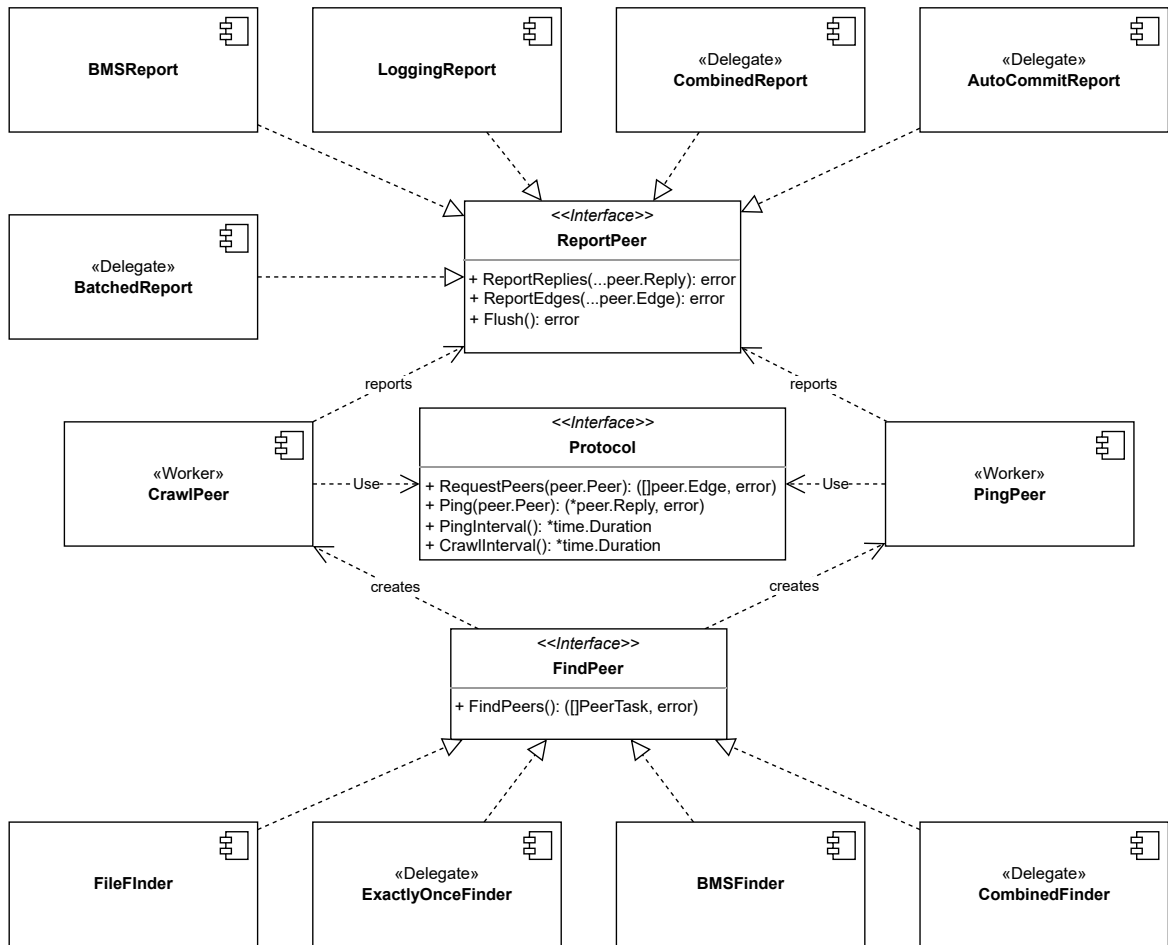 BMSReport
LoggingReport
«Delegate»
CombinedReport
«Delegate»
AutoCommitReport
<<Interface>>
ReportPeer
+ ReportReplies(...peer.Reply): error
+ ReportEdges(...peer.Edge): error
+ Flush(): error
«Delegate»
BatchedReport
reports
reports
<<Interface>>
Protocol
+ RequestPeers(peer.Peer): ([]peer.Edge, error)
+ Ping(peer.Peer): (*peer.Reply, error)
+ PingInterval(): *time.Duration
+ CrawlInterval(): *time.Duration
«Worker»
CrawlPeer
Use
Use
«Worker»
PingPeer
creates
creates
<<Interface>>
FindPeer
+ FindPeers(): ([]PeerTask, error)
FileFInder
«Delegate»
ExactlyOnceFinder
BMSFinder
«Delegate»
CombinedFinder